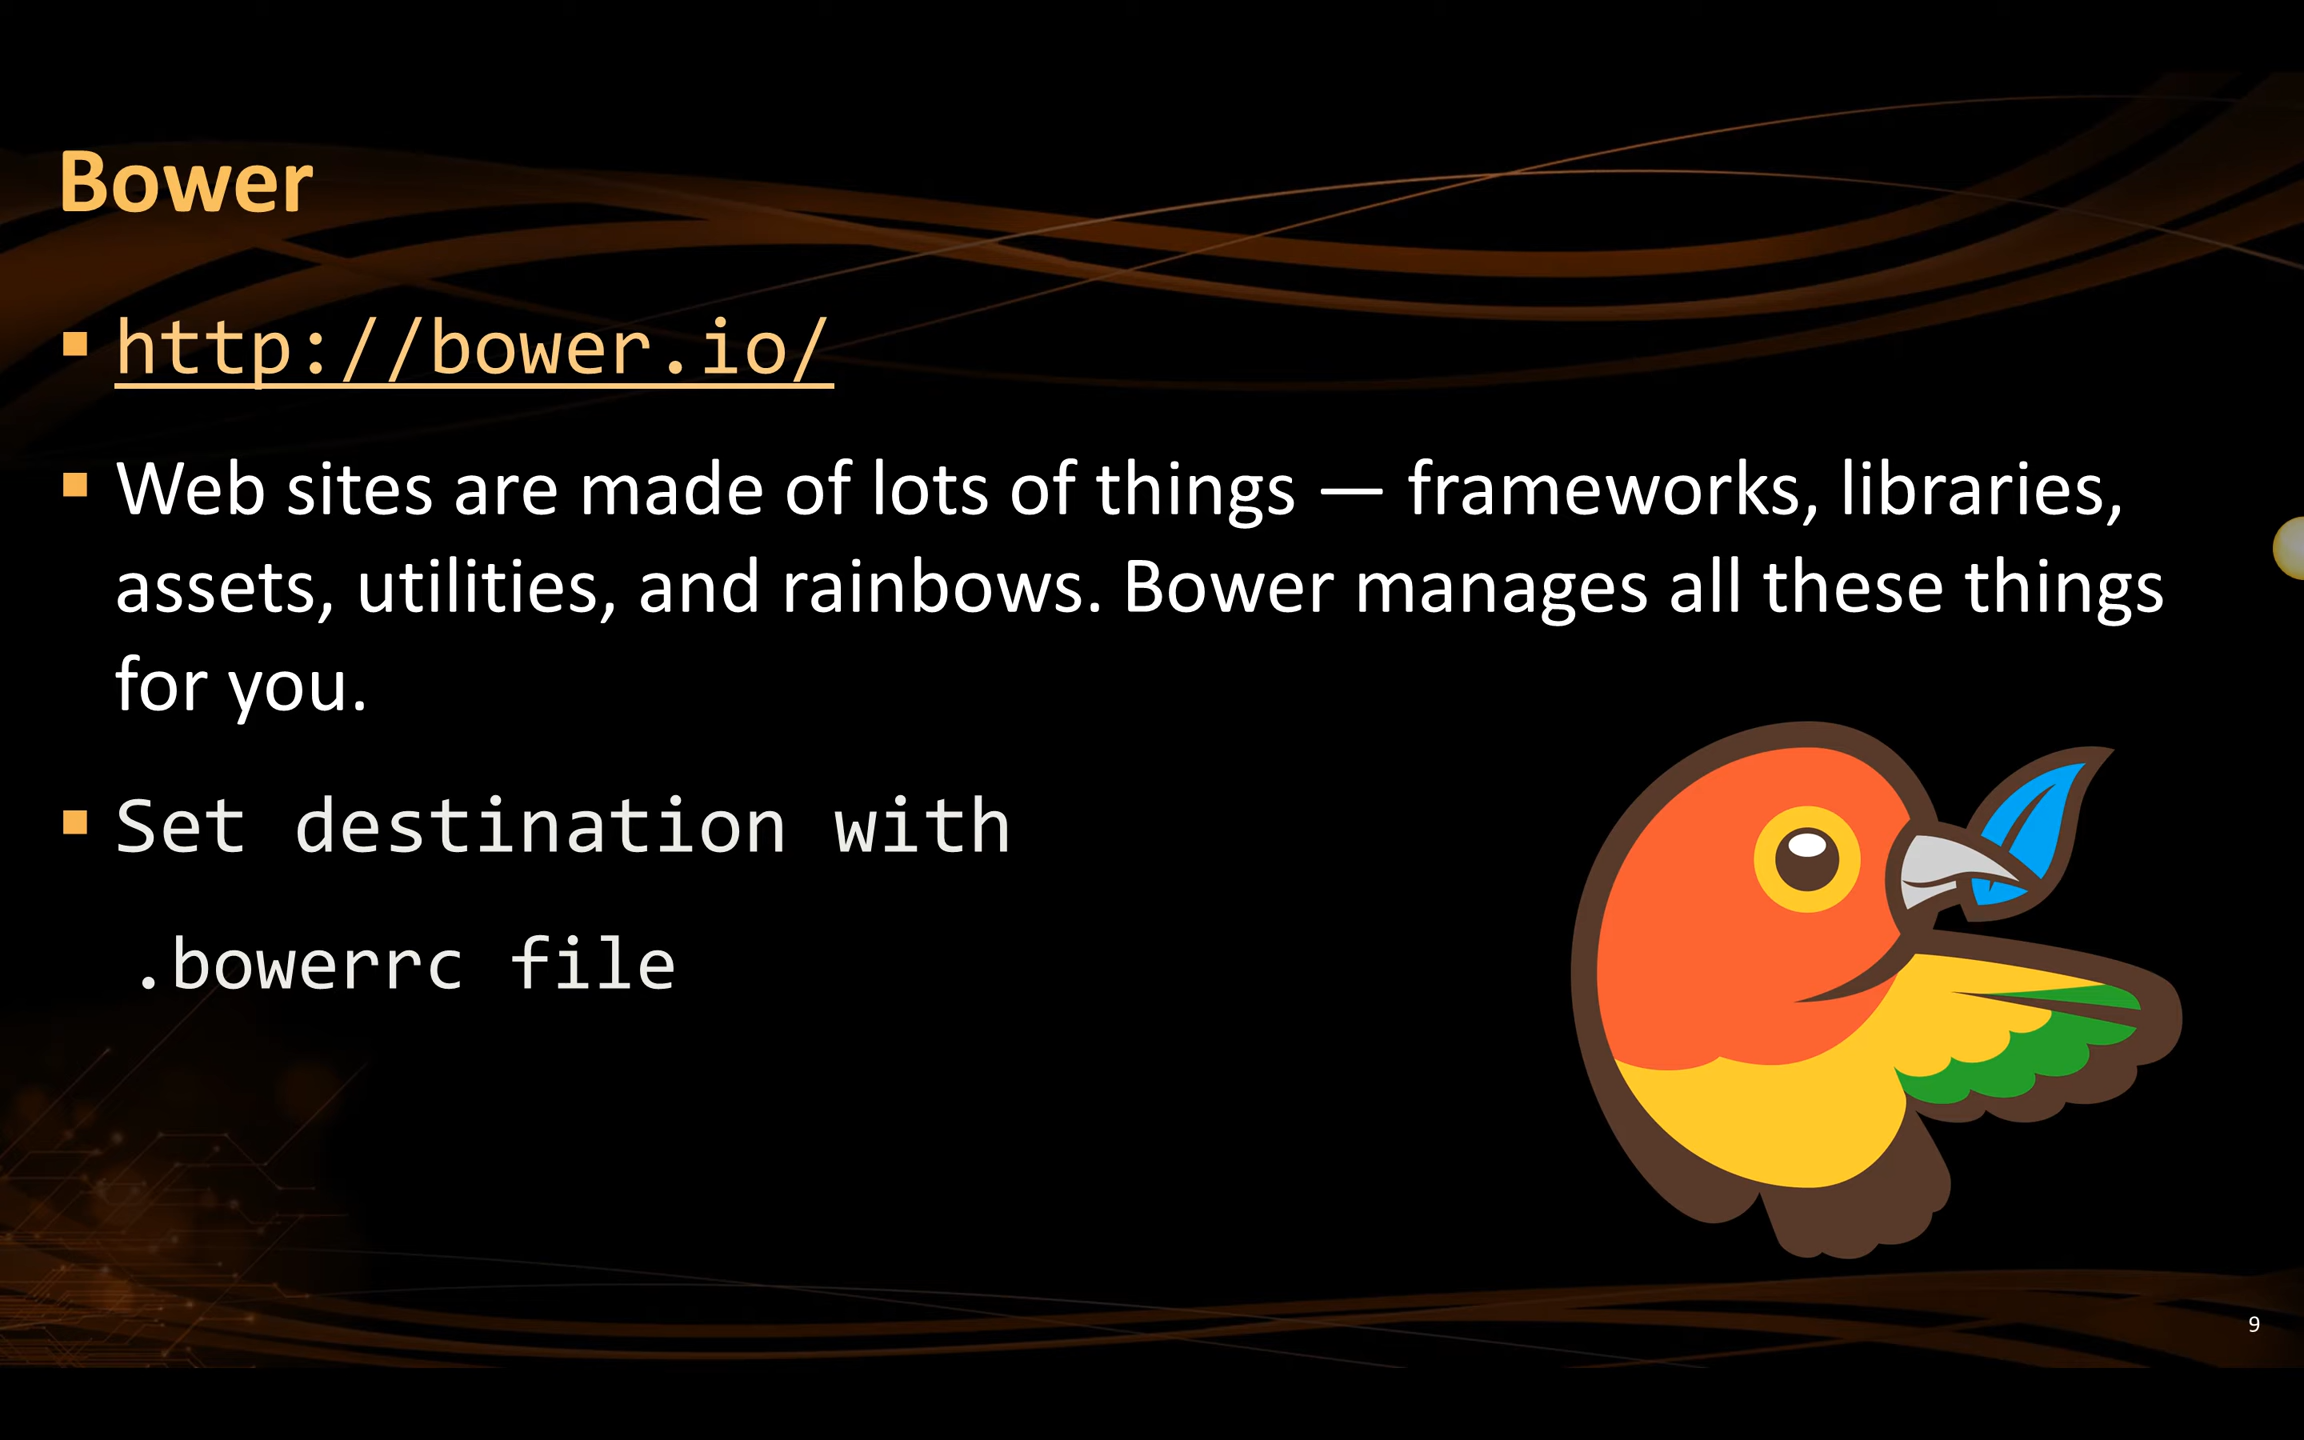 Bower
http://bower.io/
Web sites are made of lots of things — frameworks, libraries,
assets, utilities, and rainbows. Bower manages all these things
for you.
Set destination with
.bowerrc file
9